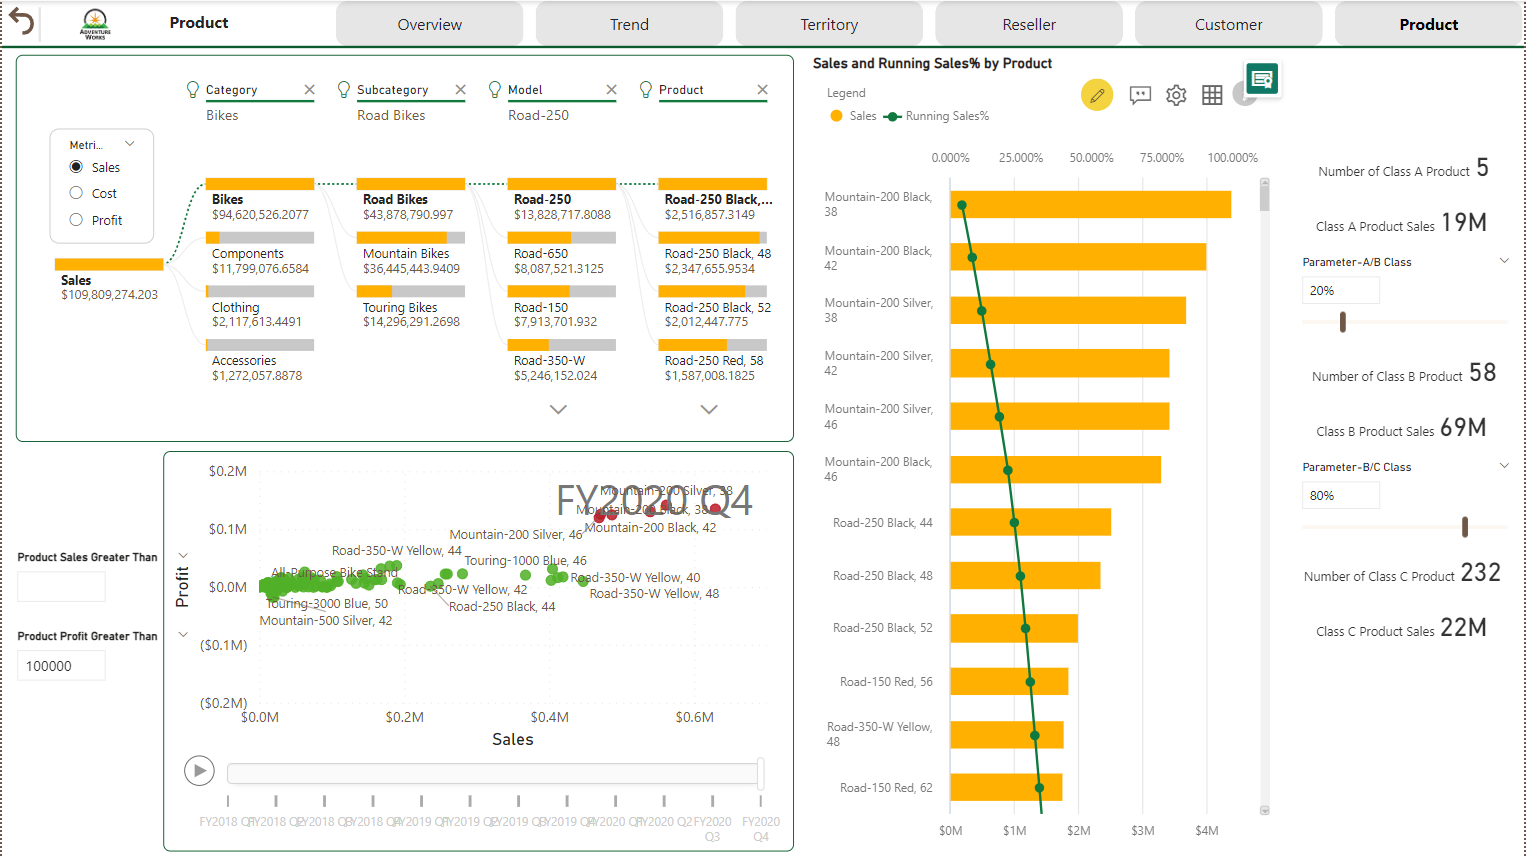 ADVENTURE
WORKS
Product
Overview
Trend
Territory
Reseller
Customer
Product
Category
Subcategory
Model
Product
Bikes
Road Bikes
Road-250
Metri...
Sales
Cost
Profit
Sales
$109,809,274.203
Bikes
$94,620,526.2077
Components
$11,799,076.6584
Clothing
$2,117,613.4491
Accessories
$1,272,057.8878
Road Bikes
$43,878,790.997
Mountain Bikes
$36,445,443.9409
Touring Bikes
$14,296,291.2698
Road-250
$13,828,717.8088
Road-650
$8,087,521.3125
Road-150
$7,913,701.932
Road-350-W
$5,246,152.024
Road-250 Black,...
$2,516,857.3149
Road-250 Black, 48
$2,347,655.9534
Road-250 Black, 52
$2,012,447.775
Road-250 Red, 58
$1,587,008.1825
Product Sales Greater Than
Product Profit Greater Than
100000
FY2020 Q4
$0.2M
$0.1M
$0.0M
($0.1M)
($0.2M)
Profit
Mountain-200 Silver, 38
Mountain-200 Black, 38
Mountain-200 Black, 42
Mountain-200 Silver, 46
Road-350-W Yellow, 44
Touring-1000 Blue, 46
All-Purpose Bike Stand
Road-350-W Yellow, 40
Road-350-W Yellow, 42
Road-350-W Yellow, 48
Touring-3000 Blue, 50
Road-250 Black, 44
Mountain-500 Silver, 42
$0.0M
$0.2M
$0.4M
$0.6M
Sales
FY2018 Q1
FY2018 Q2
FY2018 Q3
FY2018 Q4
FY2019 Q1
FY2019 Q2
FY2019 Q3
FY2019 Q4
FY2020 Q1
FY2020 Q2
FY2020
Q3
FY2020
Q4
Sales and Running Sales% by Product
Legend
Sales
Running Sales%
0.000%
25.000%
50.000%
75.000%
100.000%
Mountain-200 Black,
38
Mountain-200 Black,
42
Mountain-200 Silver,
38
Mountain-200 Silver,
42
Mountain-200 Silver,
46
Mountain-200 Black,
46
Road-250 Black, 44
Road-250 Black, 48
Road-250 Black, 52
Road-150 Red, 56
Road-350-W Yellow,
48
Road-150 Red, 62
$0M
$1M
$2M
$3M
$4M
Number of Class A Product 5
Class A Product Sales 19M
Parameter-A/B Class
20%
Number of Class B Product 58
Class B Product Sales 69M
Parameter-B/C Class
80%
Number of Class C Product 232
Class C Product Sales 22M